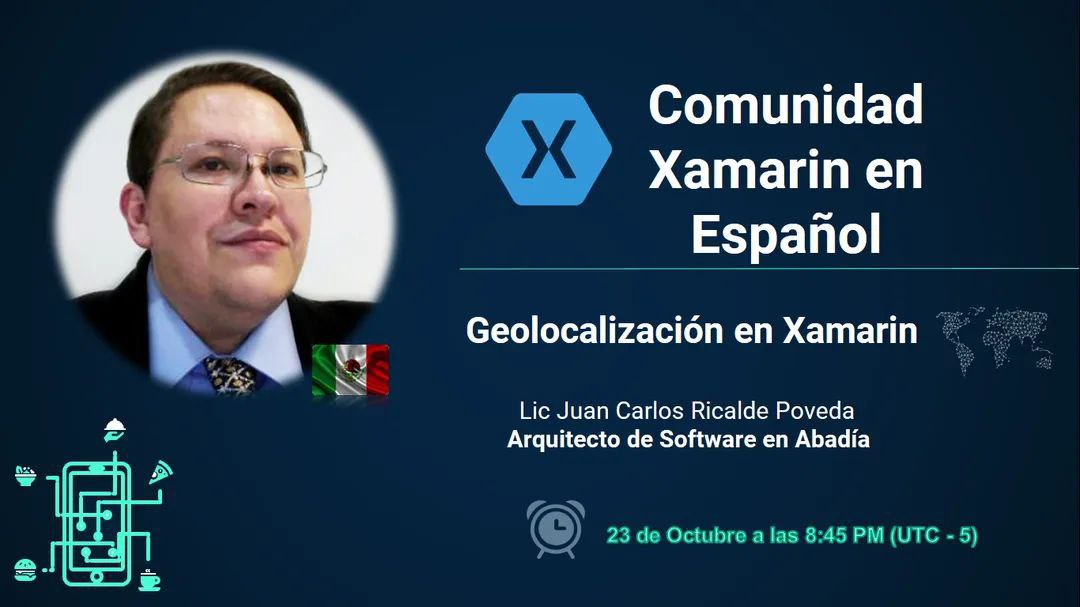 X
Comunidad
Xamarin en
Español
Geolocalización en Xamarin
Lic Juan Carlos Ricalde Poveda
Arquitecto de Software en Abadía
23 de Octubre a las 8:45 PM (UTC - 5)